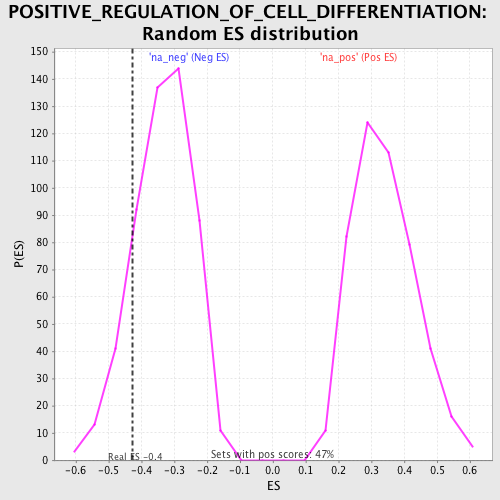 POSITIVE_REGULATION_OF_CELL_DIFFERENTIATION:
Random ES distribution
'na_neg' (Neg ES) 'na_pos' (Pos ES)
150
140
130
120
110
100
90
80
70
60
50
40
30
20
10
0
P(ES)
Real ES -0.4 Sets with pos scores: 47%
-0.6 -0.5 -0.4 -0.3 -0.2 -0.1 0.0 0.1 0.2 0.3 0.4 0.5 0.6
ES